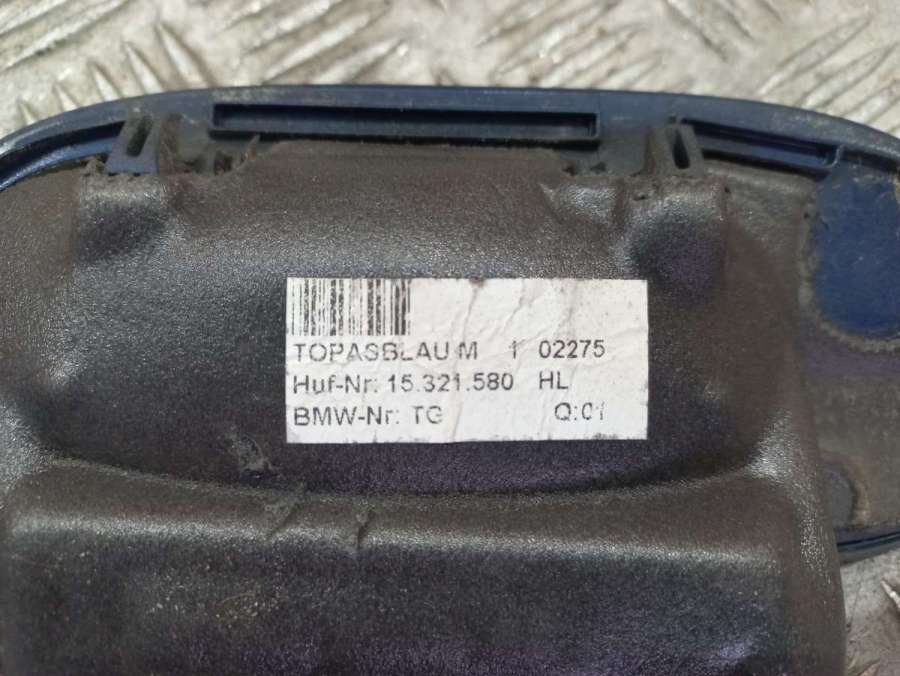 TOPASBLAU M 1 02275
Huf-Nr: 15.321.580 HL
BMW-Nr: TG Q:01